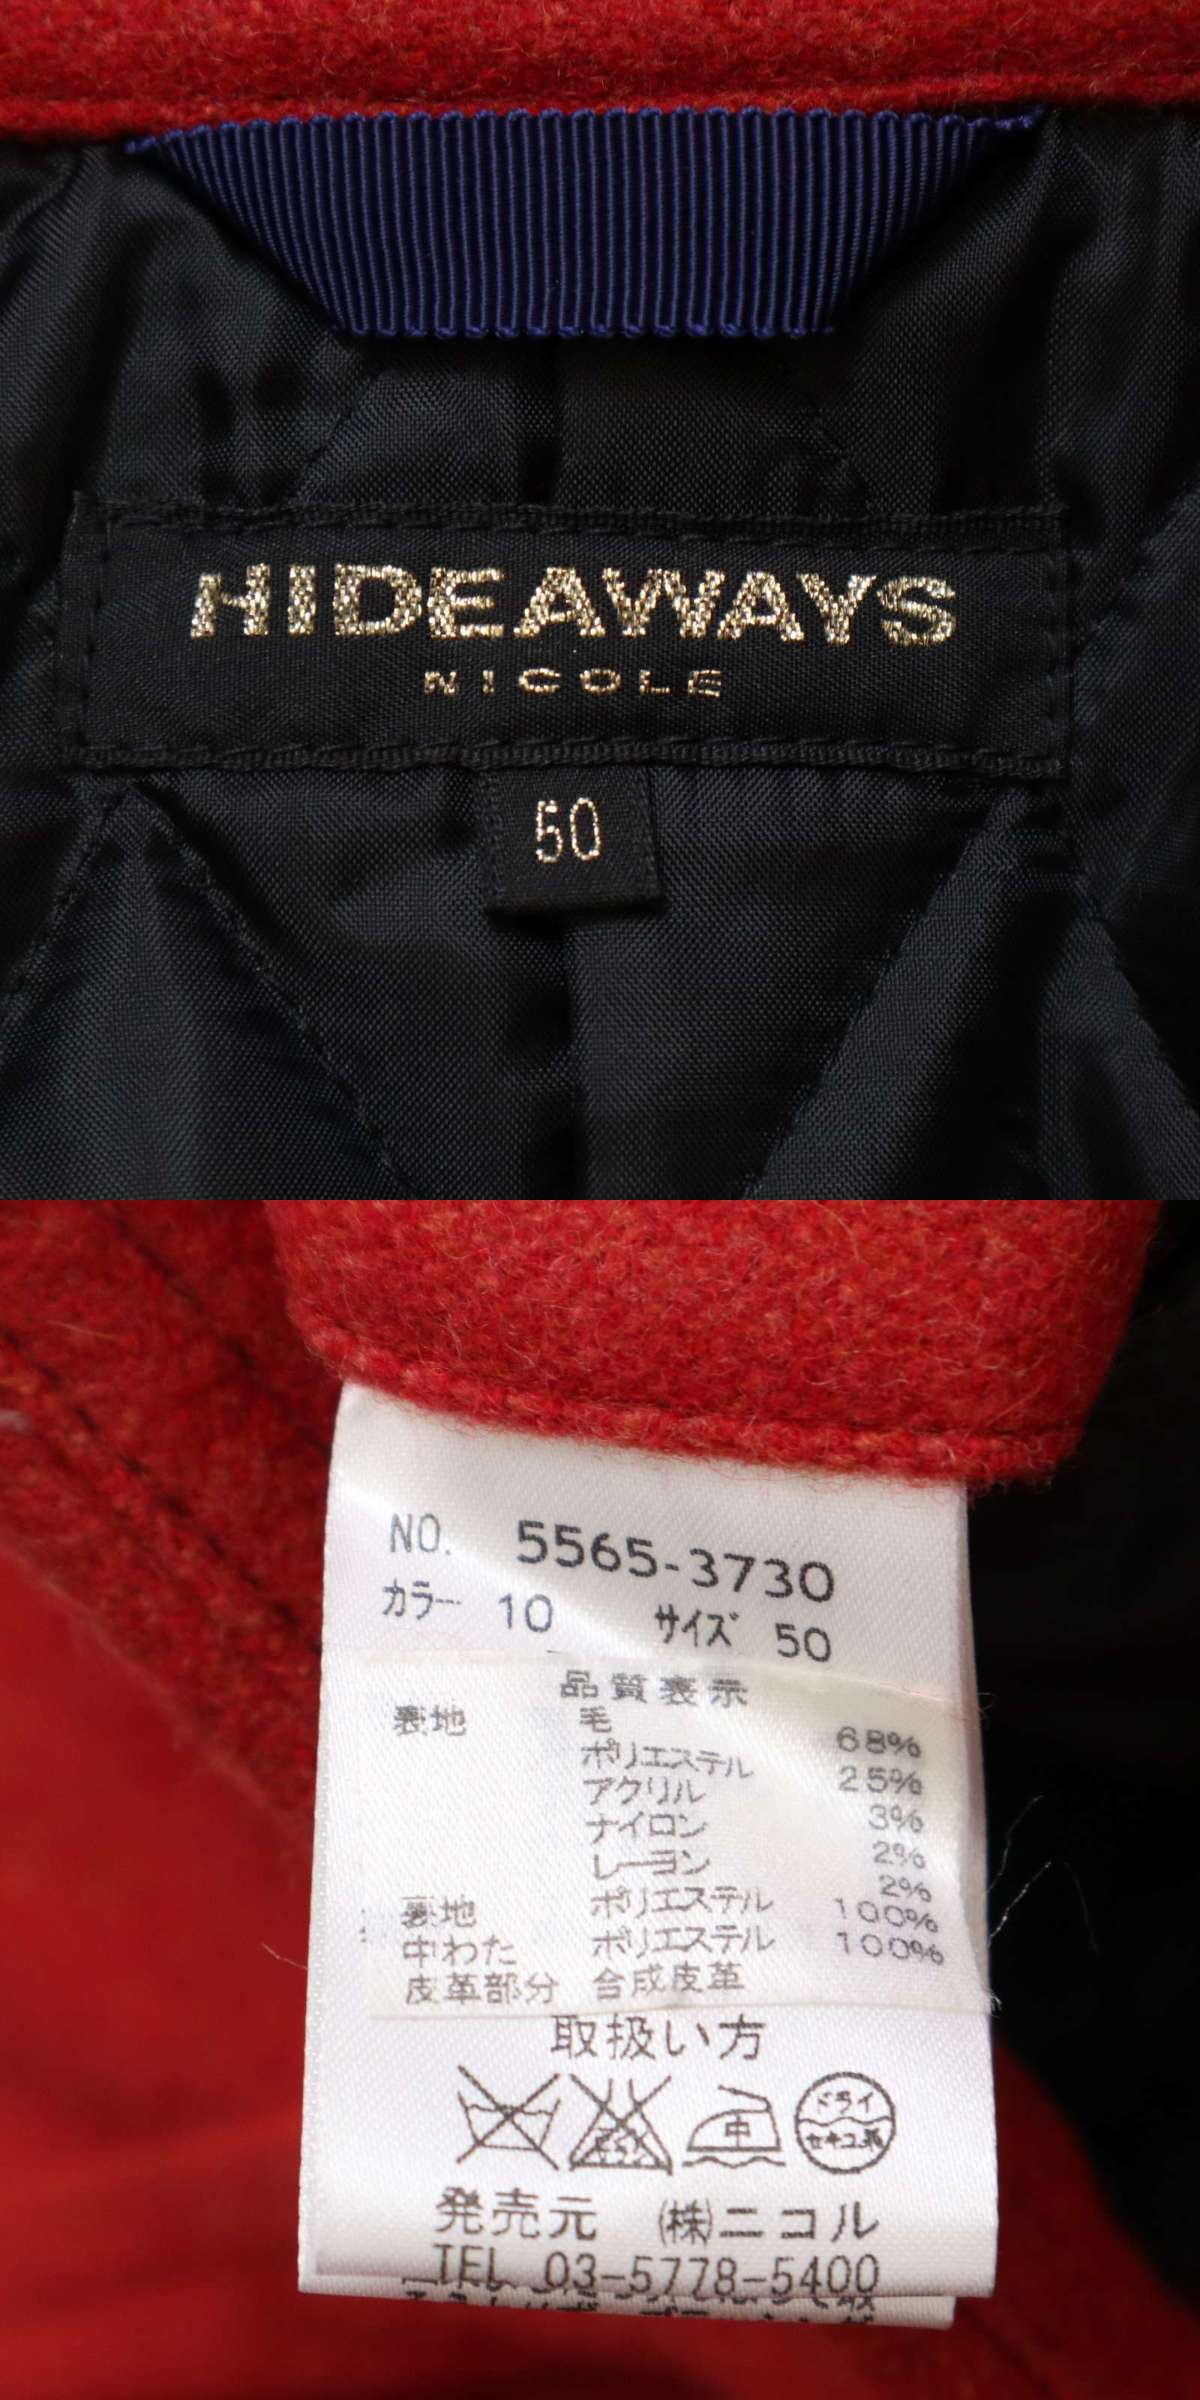 HIDEAWAYS
NICOLE
50
NO. 5565-3730
カラー 10 サイズ 50
品質表示
表地 毛 68%
ポリエステル 25%
アクリル 3%
ナイロン 2%
レーヨン 2%
裏地 ポリエステル 100%
中わた ポリエステル 100%
皮革部分 合成皮革
取扱い方
中 ドライ
セキユ系
発売元 ㈱ニコル
TEL 03-5778-5400